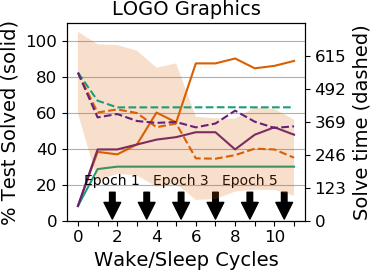 LOGO Graphics
% Test Solved (solid)
100
80
60
40
20
0
Epoch 1 Epoch 3 Epoch 5
615
492
369
246
123
0
Solve time (dashed)
0 2 4 6 8 10
Wake/Sleep Cycles